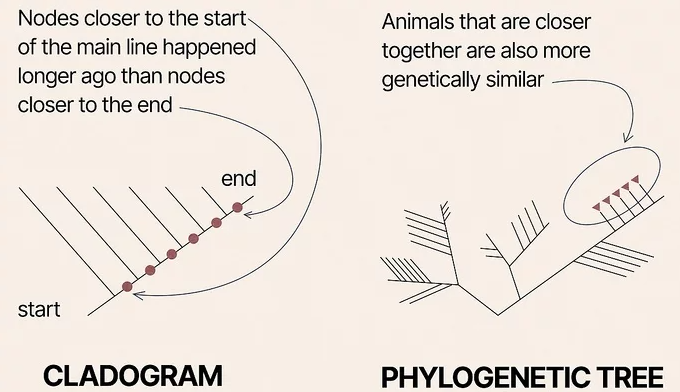 Nodes closer to the start
of the main line happened
longer ago than nodes
closer to the end
end
start
CLADOGRAM
Animals that are closer
together are also more
genetically similar
PHYLOGENETIC TREE